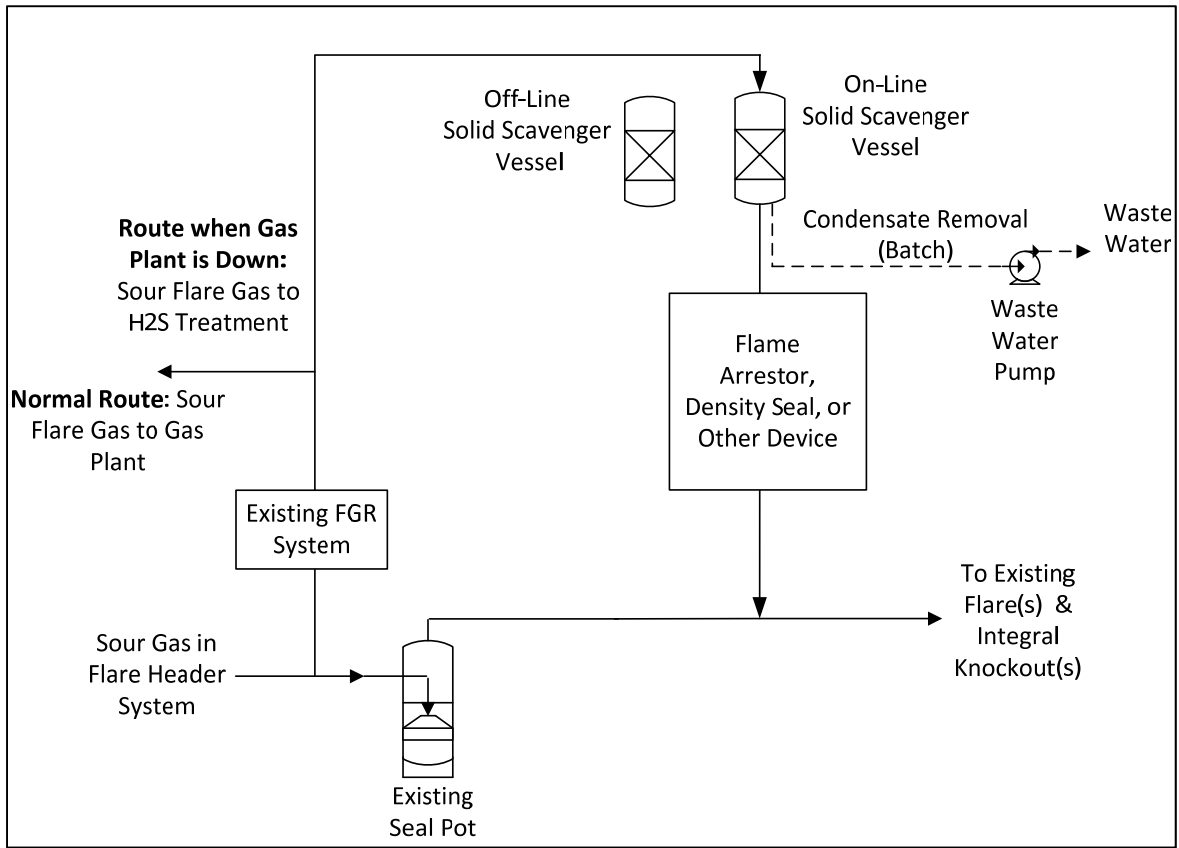 Off-Line
Solid Scavenger
Vessel
On-Line
Solid Scavenger
Vessel
Route when Gas
Plant is Down:
Sour Flare Gas to
H2S Treatment
Condensate Removal
(Batch)
Waste
Water
Waste
Water
Pump
Normal Route: Sour
Flare Gas to Gas
Plant
Flame
Arrestor,
Density Seal, or
Other Device
Existing FGR
System
To Existing
Flare(s) &
Integral
Knockout(s)
Sour Gas in
Flare Header
System
Existing
Seal Pot